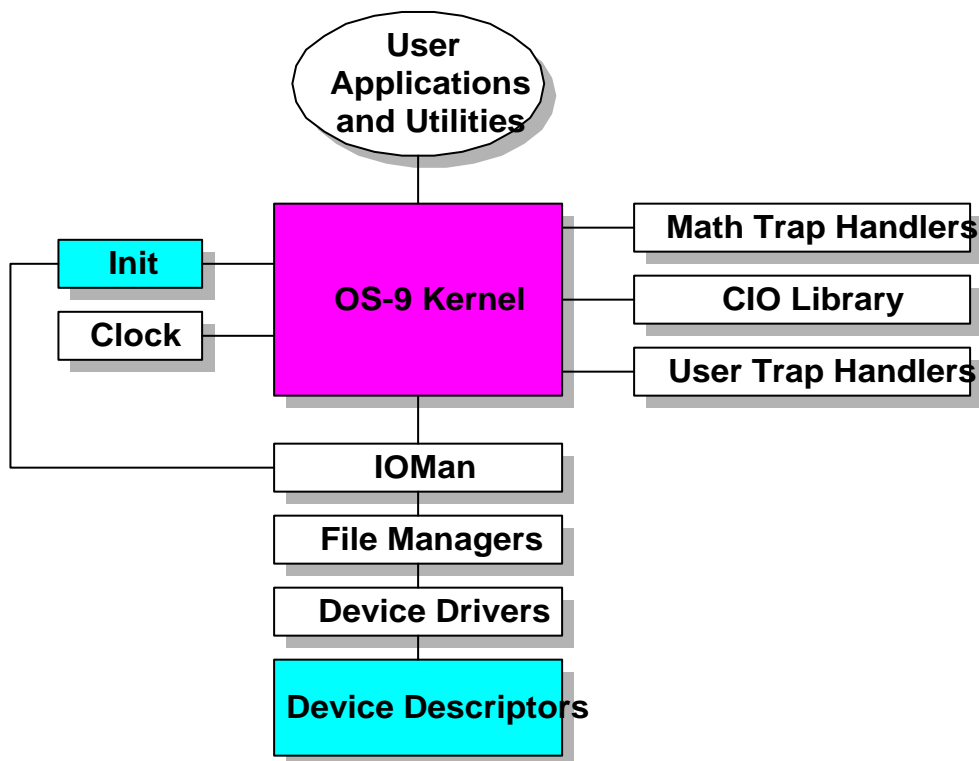 User
Applications
and Utilities
Math Trap Handlers
Init
OS-9 Kernel
CIO Library
Clock
User Trap Handlers
IOMan
File Managers
Device Drivers
Device Descriptors